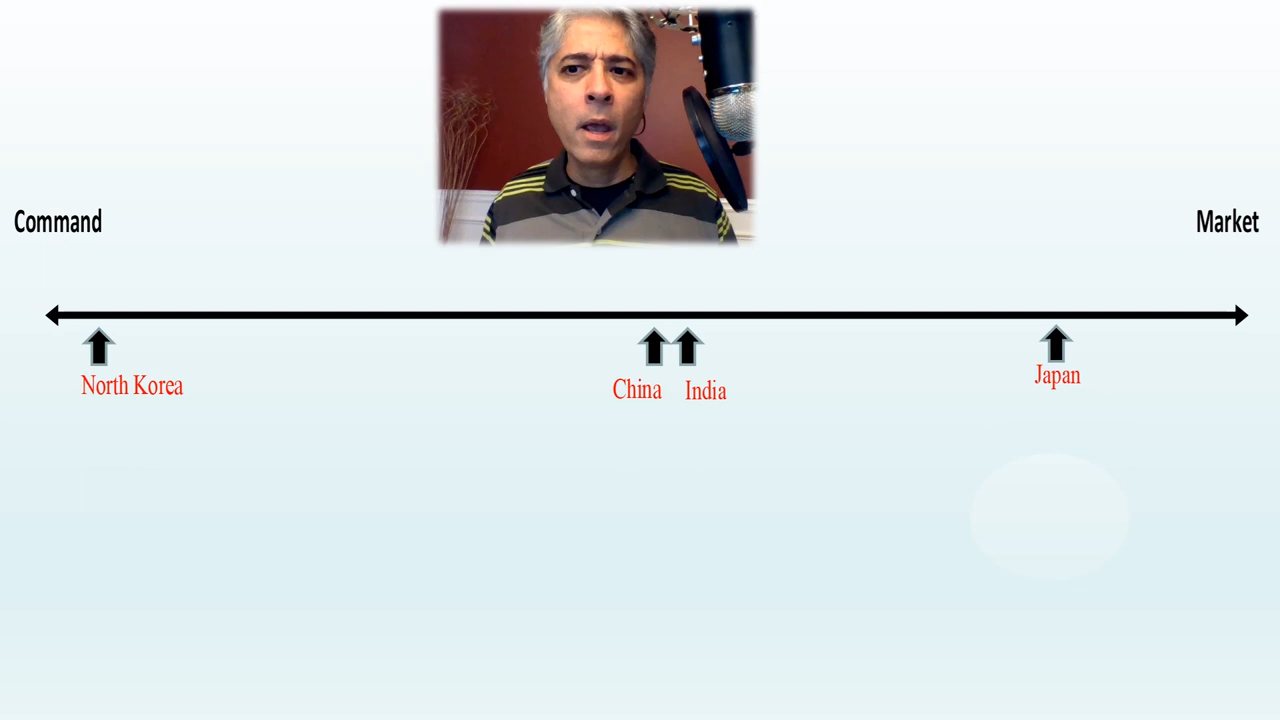 Command
Market
North Korea
China
India
Japan